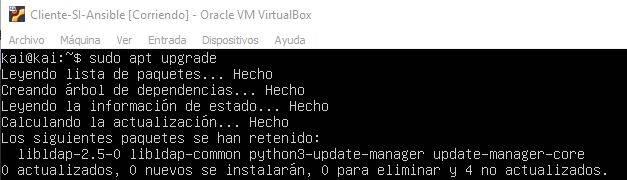 Cliente-SI-Ansible [Corriendo] - Oracle VM VirtualBox
Archivo Máquina Ver Entrada Dispositivos Ayuda
kai@kai:~$ sudo apt upgrade
Leyendo lista de paquetes... Hecho
Creando árbol de dependencias... Hecho
Leyendo la información de estado... Hecho
Calculando la actualización... Hecho
Los siguientes paquetes se han retenido:
libldap-2.5-0 libldap-common python3-update-manager update-manager-core
0 actualizados, 0 nuevos se instalarán, 0 para eliminar y 4 no actualizados.